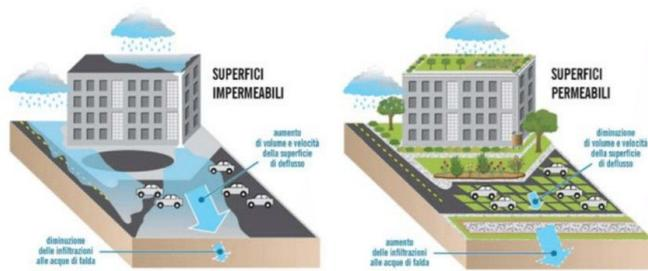 SUPERFICI
IMPERMEABILI
aumento
di volume e velocità
della superficie
di deflusso
diminuzione
delle infiltrazioni
alle acque di falda
SUPERFICI
PERMEABILI
diminuzione
di volume e velocità
della superficie
di deflusso
aumento
delle infiltrazioni
alle acque di falda